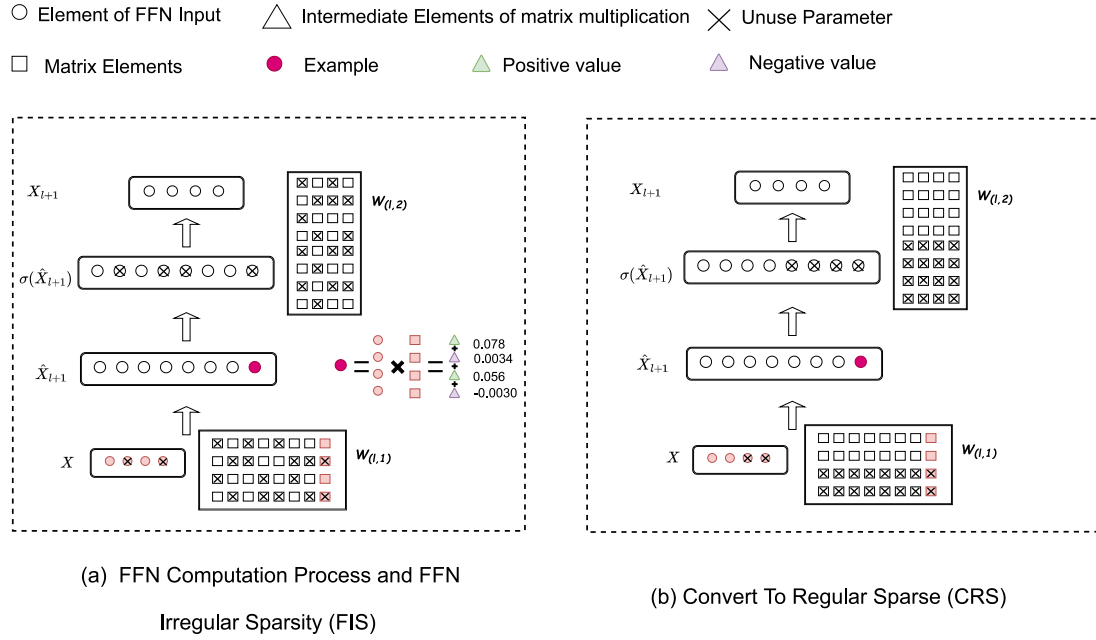 Element of FFN Input
Intermediate Elements of matrix multiplication
Unuse Parameter
Matrix Elements
Example
Positive value
Negative value
X_{l+1}
W_{(l,2)}
σ(X̂_{l+1})
X̂_{l+1}
0.078
+
0.0034
+
0.056
+
-0.0030
X
W_{(l,1)}
(a) FFN Computation Process and FFN
Irregular Sparsity (FIS)
X_{l+1}
W_{(l,2)}
σ(X̂_{l+1})
X̂_{l+1}
X
W_{(l,1)}
(b) Convert To Regular Sparse (CRS)